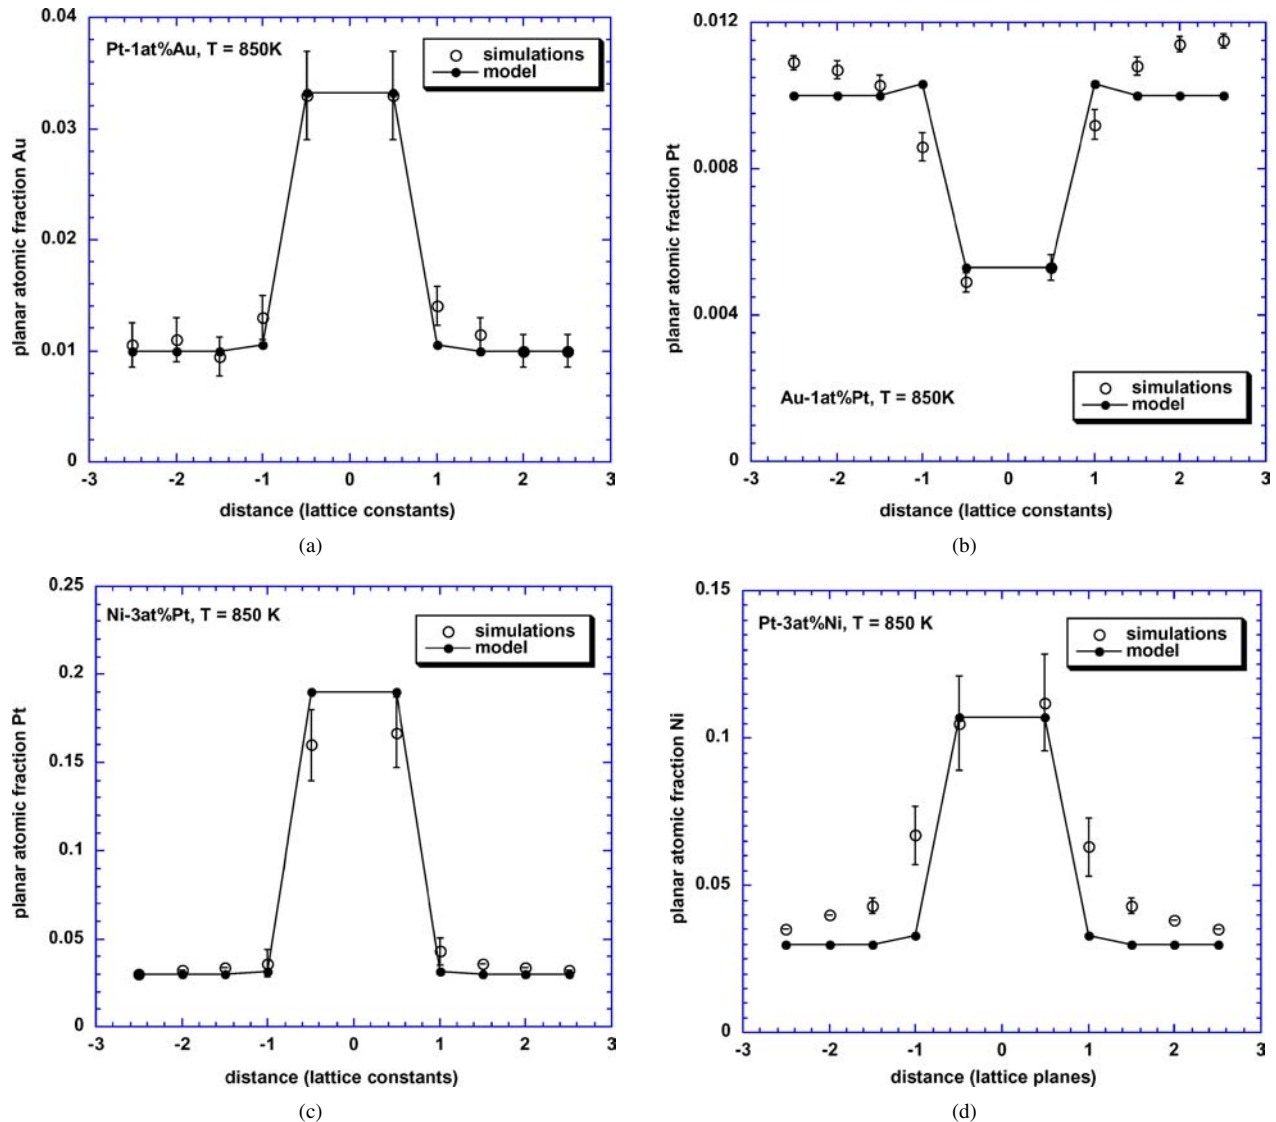 Pt-1at%Au, T = 850K
simulations
model
planar atomic fraction Au
0.04
0.03
0.02
0.01
0
-3 -2 -1 0 1 2 3
distance (lattice constants)
(a)
Au-1at%Pt, T = 850K
simulations
model
planar atomic fraction Pt
0.012
0.008
0.004
0
-3 -2 -1 0 1 2 3
distance (lattice constants)
(b)
Ni-3at%Pt, T = 850 K
simulations
model
planar atomic fraction Pt
0.25
0.2
0.15
0.1
0.05
0
-3 -2 -1 0 1 2 3
distance (lattice constants)
(c)
Pt-3at%Ni, T = 850 K
simulations
model
planar atomic fraction Ni
0.15
0.1
0.05
0
-3 -2 -1 0 1 2 3
distance (lattice planes)
(d)